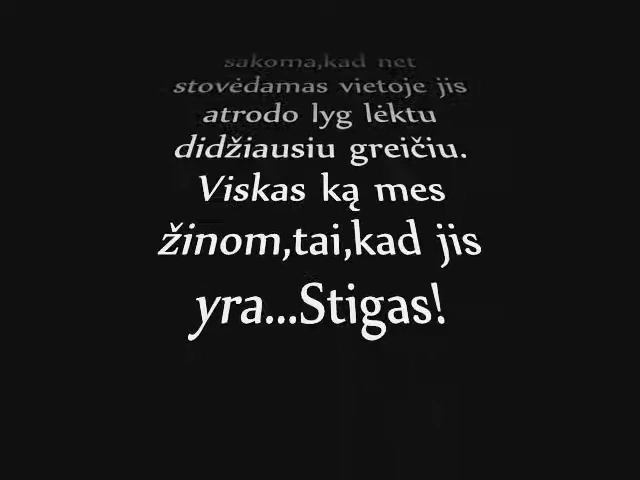 sakoma,kad net
stovėdamas vietoje jis
atrodo lyg lėktu
didžiausiu greičiu.
Viskas ką mes
žinom,tai,kad jis
yra...Stigas!